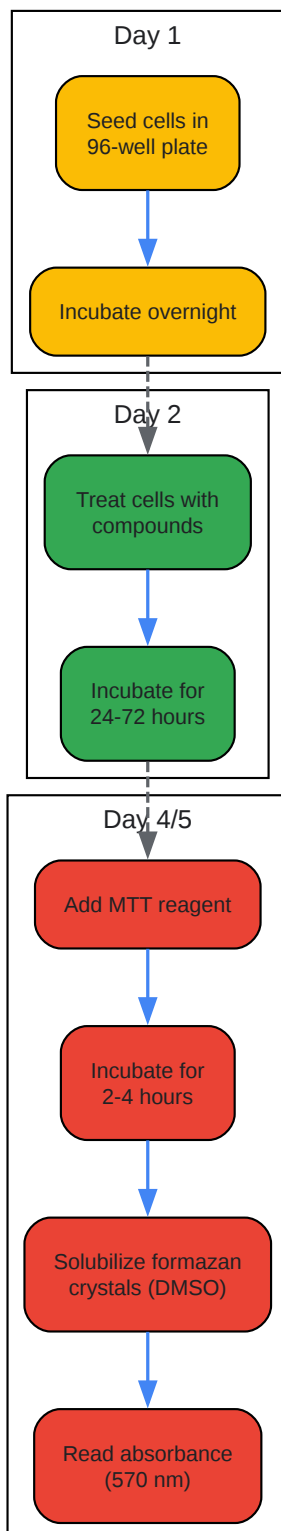 Day 1
Seed cells in
96-well plate
Incubate overnight
Day 2
Treat cells with
compounds
Incubate for
24-72 hours
Day 4/5
Add MTT reagent
Incubate for
2-4 hours
Solubilize formazan
crystals (DMSO)
Read absorbance
(570 nm)